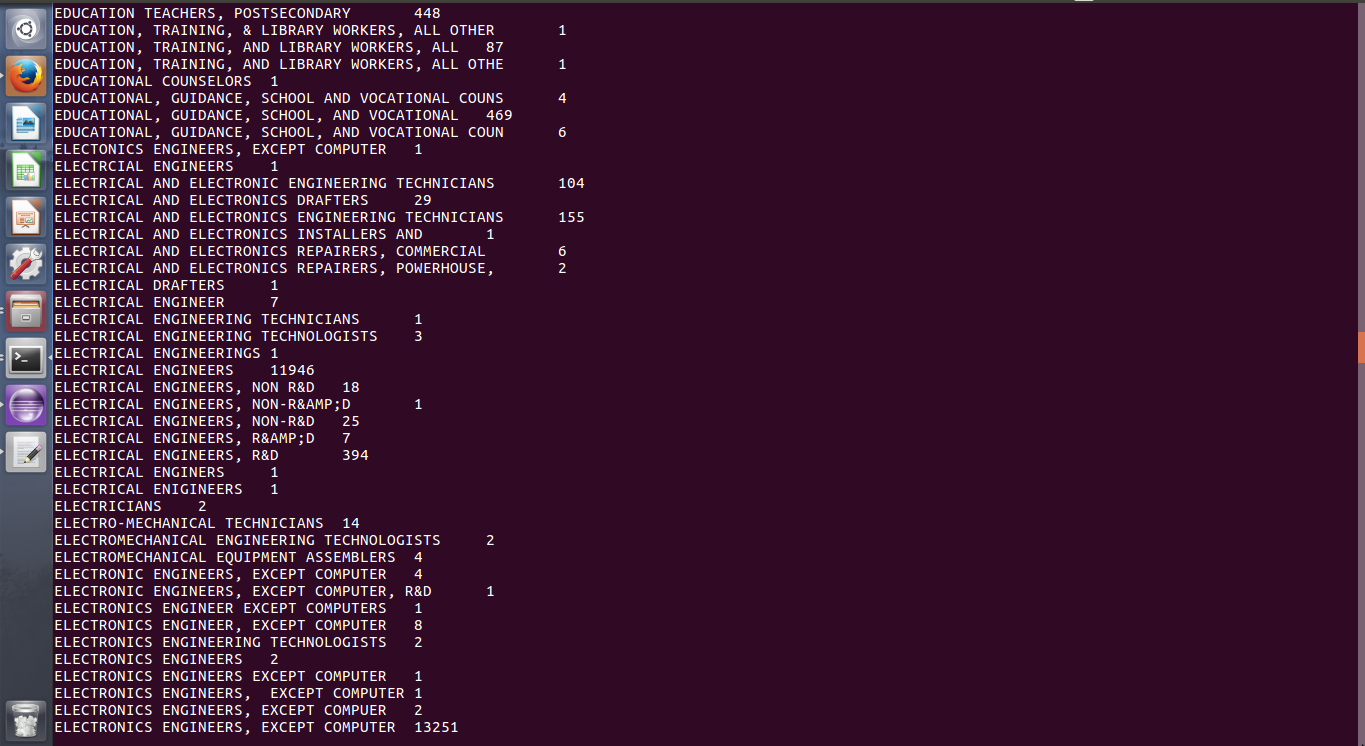 EDUCATION TEACHERS, POSTSECONDARY 448
EDUCATION, TRAINING, & LIBRARY WORKERS, ALL OTHER 1
EDUCATION, TRAINING, AND LIBRARY WORKERS, ALL 87
EDUCATION, TRAINING, AND LIBRARY WORKERS, ALL OTHE 1
EDUCATIONAL COUNSELORS 1
EDUCATIONAL, GUIDANCE, SCHOOL AND VOCATIONAL COUNS 4
EDUCATIONAL, GUIDANCE, SCHOOL, AND VOCATIONAL 469
EDUCATIONAL, GUIDANCE, SCHOOL, AND VOCATIONAL COUN 6
ELECTONICS ENGINEERS, EXCEPT COMPUTER 1
ELECTRCIAL ENGINEERS 1
ELECTRICAL AND ELECTRONIC ENGINEERING TECHNICIANS 104
ELECTRICAL AND ELECTRONICS DRAFTERS 29
ELECTRICAL AND ELECTRONICS ENGINEERING TECHNICIANS 155
ELECTRICAL AND ELECTRONICS INSTALLERS AND 1
ELECTRICAL AND ELECTRONICS REPAIRERS, COMMERCIAL 6
ELECTRICAL AND ELECTRONICS REPAIRERS, POWERHOUSE, 2
ELECTRICAL DRAFTERS 1
ELECTRICAL ENGINEER 7
ELECTRICAL ENGINEERING TECHNICIANS 1
ELECTRICAL ENGINEERING TECHNOLOGISTS 3
ELECTRICAL ENGINEERINGS 1
ELECTRICAL ENGINEERS 11946
ELECTRICAL ENGINEERS, NON R&D 18
ELECTRICAL ENGINEERS, NON-R&AMP;D 1
ELECTRICAL ENGINEERS, NON-R&D 25
ELECTRICAL ENGINEERS, R&AMP;D 7
ELECTRICAL ENGINEERS, R&D 394
ELECTRICAL ENGINERS 1
ELECTRICAL ENIGINEERS 1
ELECTRICIANS 2
ELECTRO-MECHANICAL TECHNICIANS 14
ELECTROMECHANICAL ENGINEERING TECHNOLOGISTS 2
ELECTROMECHANICAL EQUIPMENT ASSEMBLERS 4
ELECTRONIC ENGINEERS, EXCEPT COMPUTER 4
ELECTRONIC ENGINEERS, EXCEPT COMPUTER, R&D 1
ELECTRONICS ENGINEER EXCEPT COMPUTERS 1
ELECTRONICS ENGINEER, EXCEPT COMPUTER 8
ELECTRONICS ENGINEERING TECHNOLOGISTS 2
ELECTRONICS ENGINEERS 2
ELECTRONICS ENGINEERS EXCEPT COMPUTER 1
ELECTRONICS ENGINEERS,  EXCEPT COMPUTER 1
ELECTRONICS ENGINEERS, EXCEPT COMPUER 2
ELECTRONICS ENGINEERS, EXCEPT COMPUTER 13251